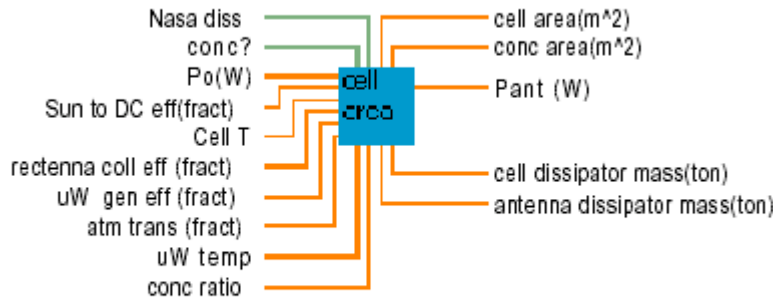 Nasa diss
conc?
Po(W)
Sun to DC eff(fract)
Cell T
rectenna coll eff (fract)
uW gen eff (fract)
atm trans (fract)
uW temp
conc ratio
cell
area
cell area(m^2)
conc area(m^2)
Pant (W)
cell dissipator mass(ton)
antenna dissipator mass(ton)